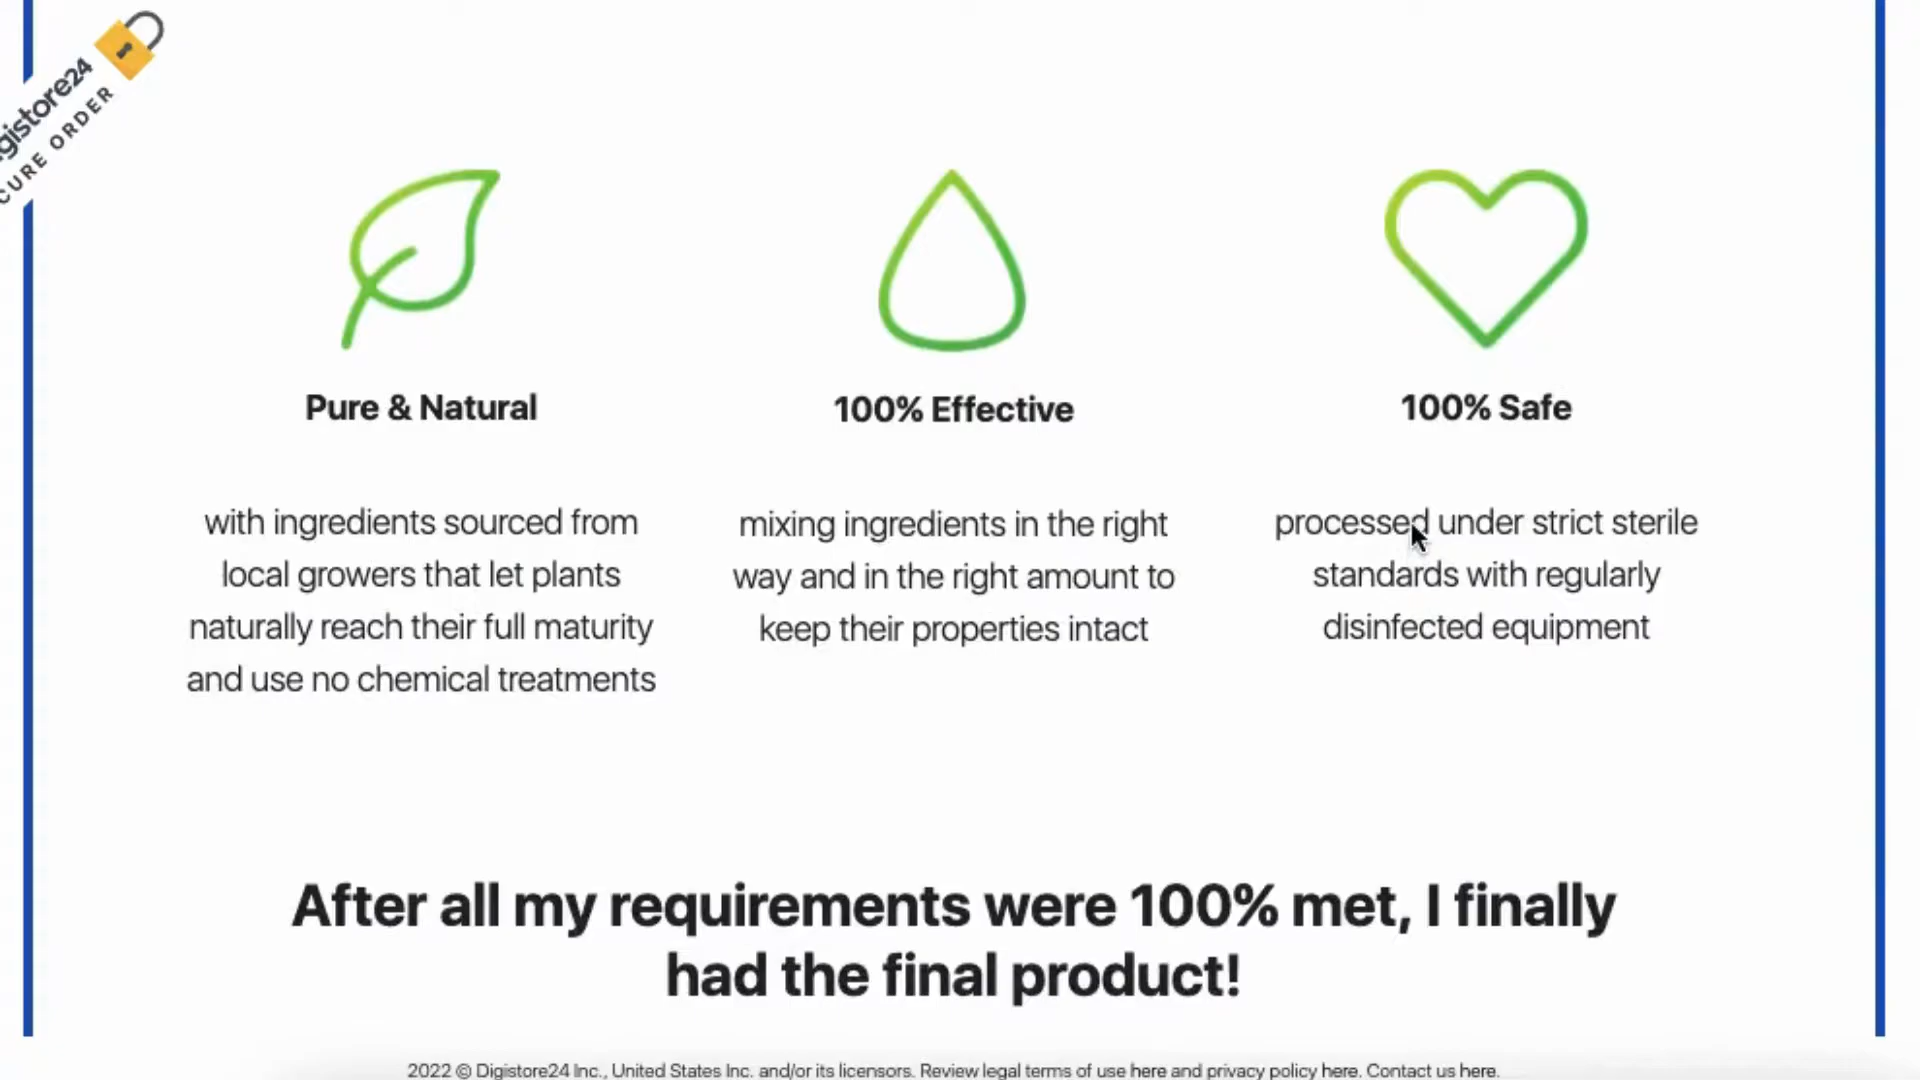 gistore24
CURE ORDER
Pure & Natural
with ingredients sourced from
local growers that let plants
naturally reach their full maturity
and use no chemical treatments
100% Effective
mixing ingredients in the right
way and in the right amount to
keep their properties intact
100% Safe
processed under strict sterile
standards with regularly
disinfected equipment
After all my requirements were 100% met, I finally
had the final product!
2022 © Digistore24 Inc., United States Inc. and/or its licensors. Review legal terms of use here and privacy policy here. Contact us here.